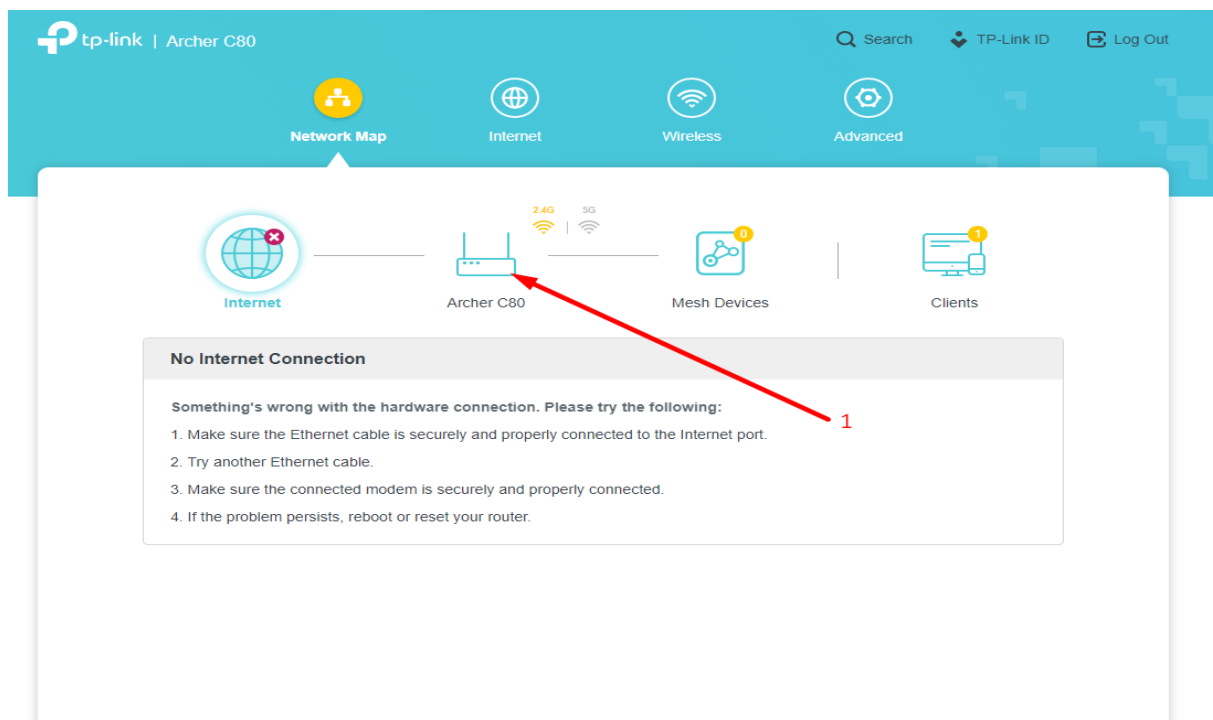 tp-link | Archer C80
Search TP-Link ID Log Out
Network Map Internet Wireless Advanced
2.4G 5G
0
1
Internet Archer C80 Mesh Devices Clients
No Internet Connection
Something's wrong with the hardware connection. Please try the following:
1. Make sure the Ethernet cable is securely and properly connected to the Internet port.
1
2. Try another Ethernet cable.
3. Make sure the connected modem is securely and properly connected.
4. If the problem persists, reboot or reset your router.